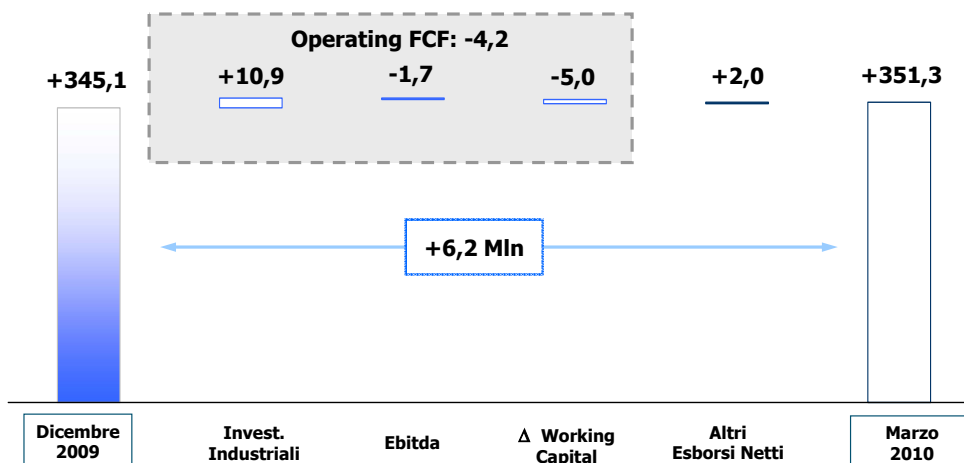 Operating FCF: -4,2
+345,1
+10,9
-1,7
-5,0
+2,0
+351,3
+6,2 Mln
Dicembre
2009
Invest.
Industriali
Ebitda
Δ Working
Capital
Altri
Esborsi Netti
Marzo
2010